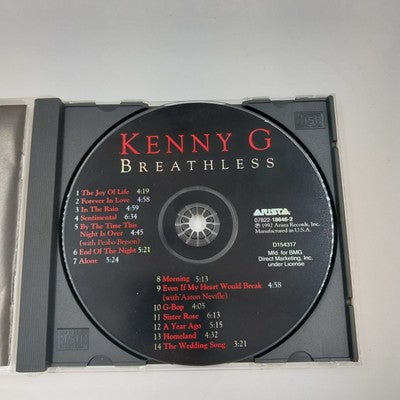 KENNY G
BREATHLESS
1 The Joy Of Life 4:19
2 Forever In Love 4:58
3 In The Rain 4:59
4 Sentimental 6:34
5 By The Time This
Night Is Over 4:45
(with Peabo Bryson)
6 End Of The Night 5:21
7 Alone 5:24
ARISTA
07822-18646-2
℗ 1992 Arista Records, Inc.
Manufactured in U.S.A.
D154317
Mfd. for BMG
Direct Marketing, Inc.
under License
8 Morning 5:13
9 Even If My Heart Would Break 4:58
(with Aaron Neville)
10 G-Bop 4:05
11 Sister Rose 6:13
12 A Year Ago 5:15
13 Homeland 4:32
14 The Wedding Song 3:21